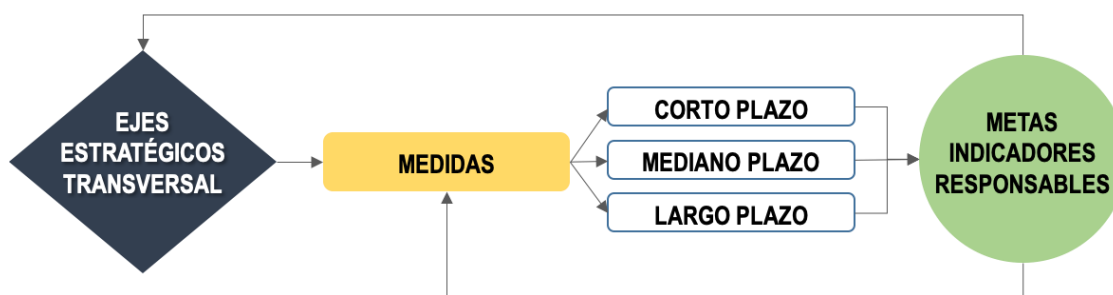 EJES
ESTRATÉGICOS
TRANSVERSAL
MEDIDAS
CORTO PLAZO
MEDIANO PLAZO
LARGO PLAZO
METAS
INDICADORES
RESPONSABLES